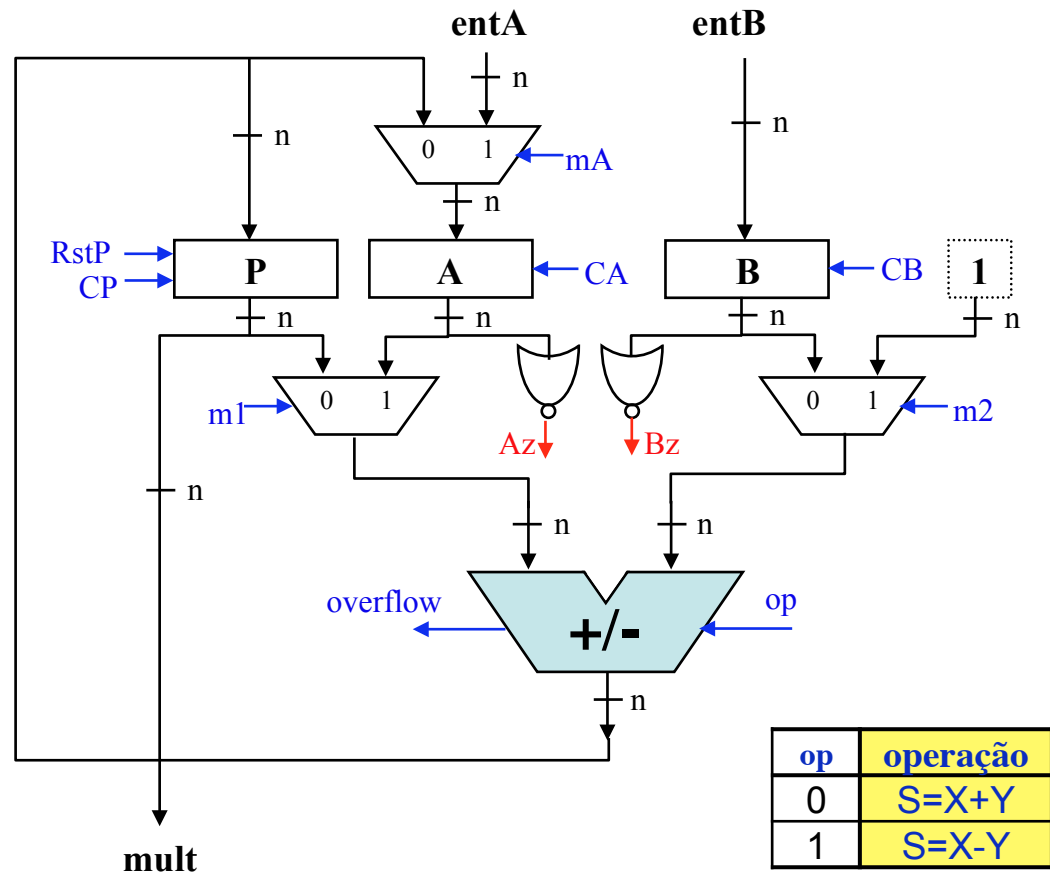 entA entB
n
n
n
0 1
mA
n
RstP
CP
P
A
CA
B
CB
1
n
n
n
n
0 1
m1
Az
Bz
0 1
m2
n
n
n
overflow
+/-
op
n
mult
op operação
0 S=X+Y
1 S=X-Y